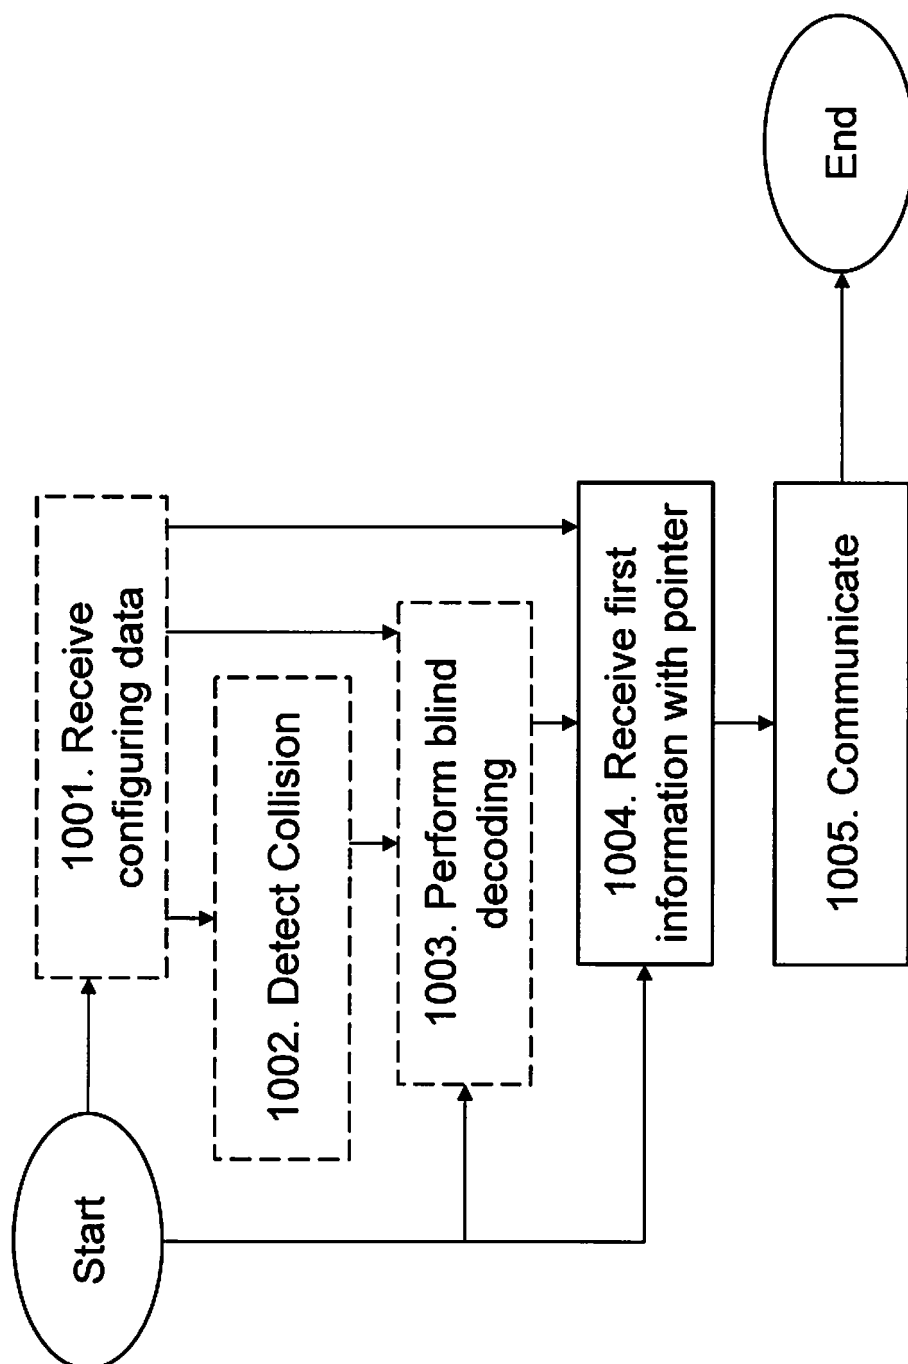 Start
1001. Receive
configuring data
1002. Detect Collision
1003. Perform blind
decoding
1004. Receive first
information with pointer
1005. Communicate
End